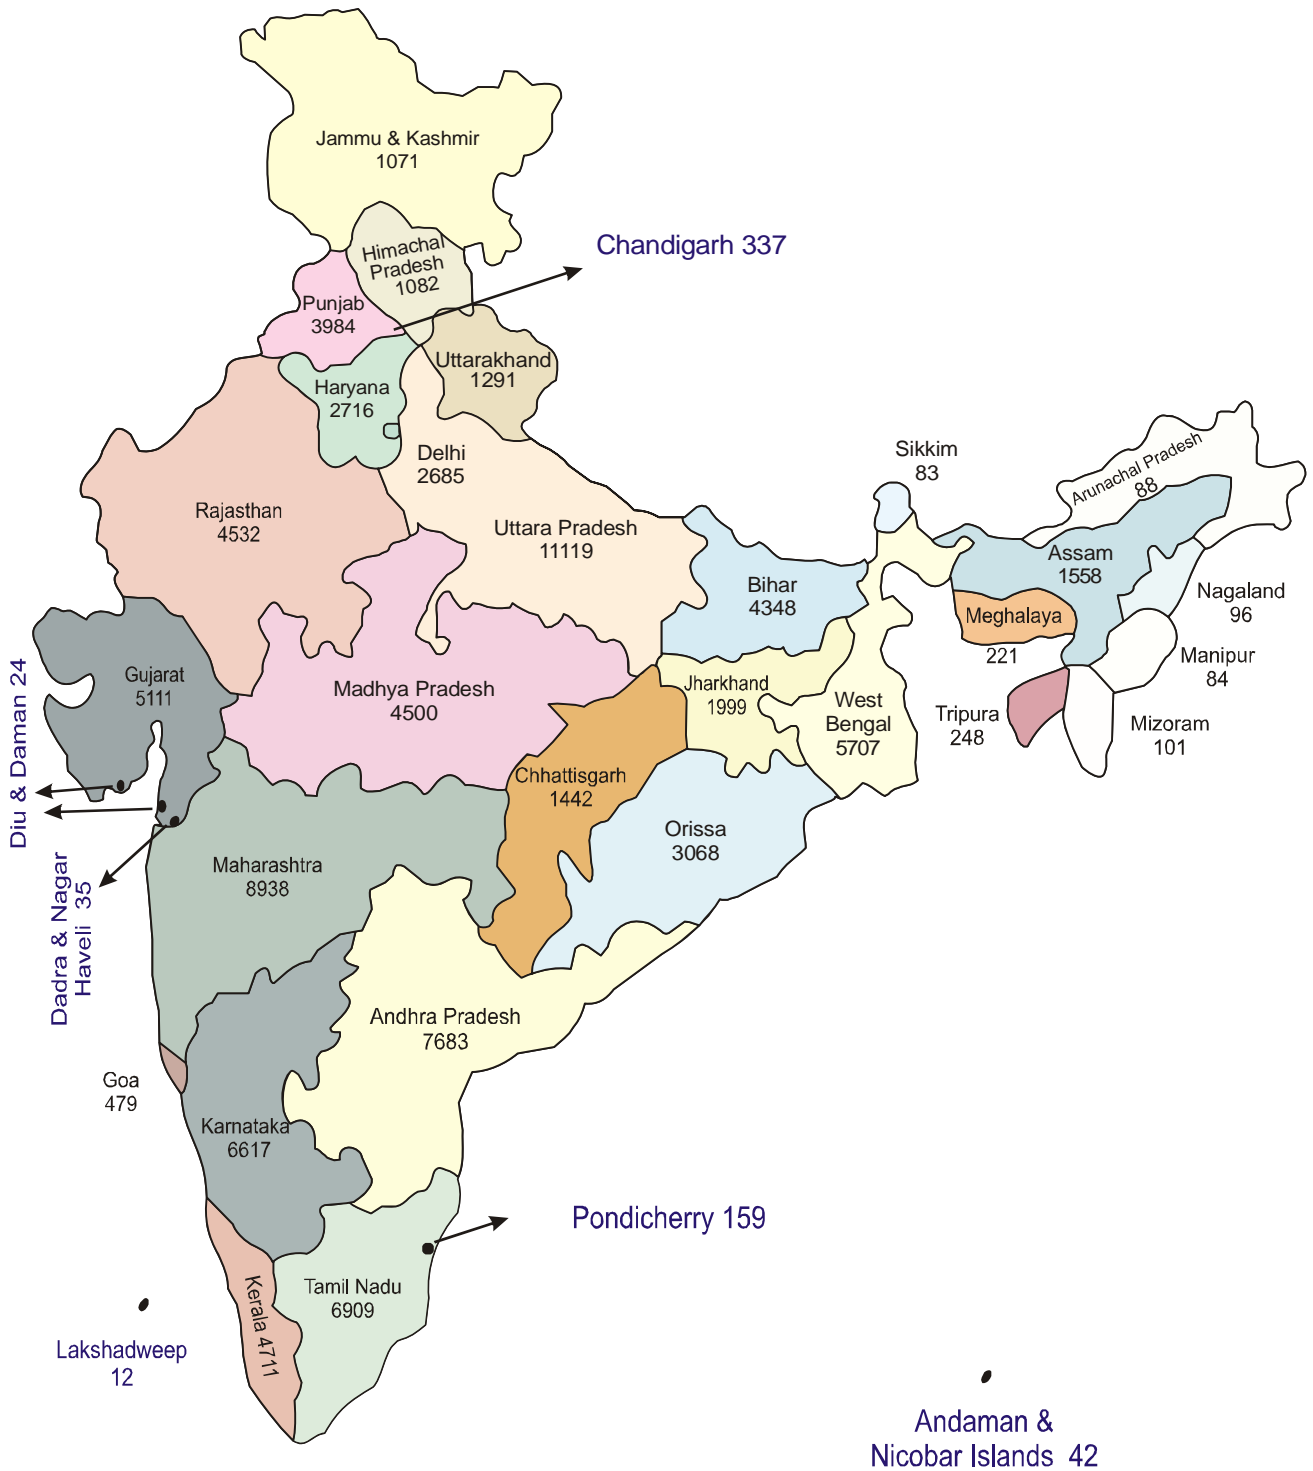 Jammu & Kashmir
1071
Himachal
Pradesh
1082
Chandigarh 337
Punjab
3984
Uttarakhand
1291
Haryana
2716
Delhi
2685
Sikkim
83
Arunachal Pradesh
88
Rajasthan
4532
Uttara Pradesh
11119
Assam
1558
Bihar
4348
Nagaland
96
Meghalaya
221
Manipur
84
Gujarat
5111
Madhya Pradesh
4500
Jharkhand
1999
West
Bengal
5707
Tripura
248
Mizoram
101
Diu & Daman 24
Chhattisgarh
1442
Orissa
3068
Maharashtra
8938
Dadra & Nagar
Haveli 35
Andhra Pradesh
7683
Goa
479
Karnataka
6617
Pondicherry 159
Tamil Nadu
6909
Kerala 4711
Lakshadweep
12
Andaman &
Nicobar Islands 42